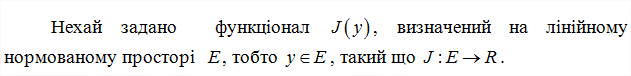 Нехай задано функціонал J(y), визначений на лінійному
нормованому просторі E, тобто y ∈ E, такий що J : E → R.